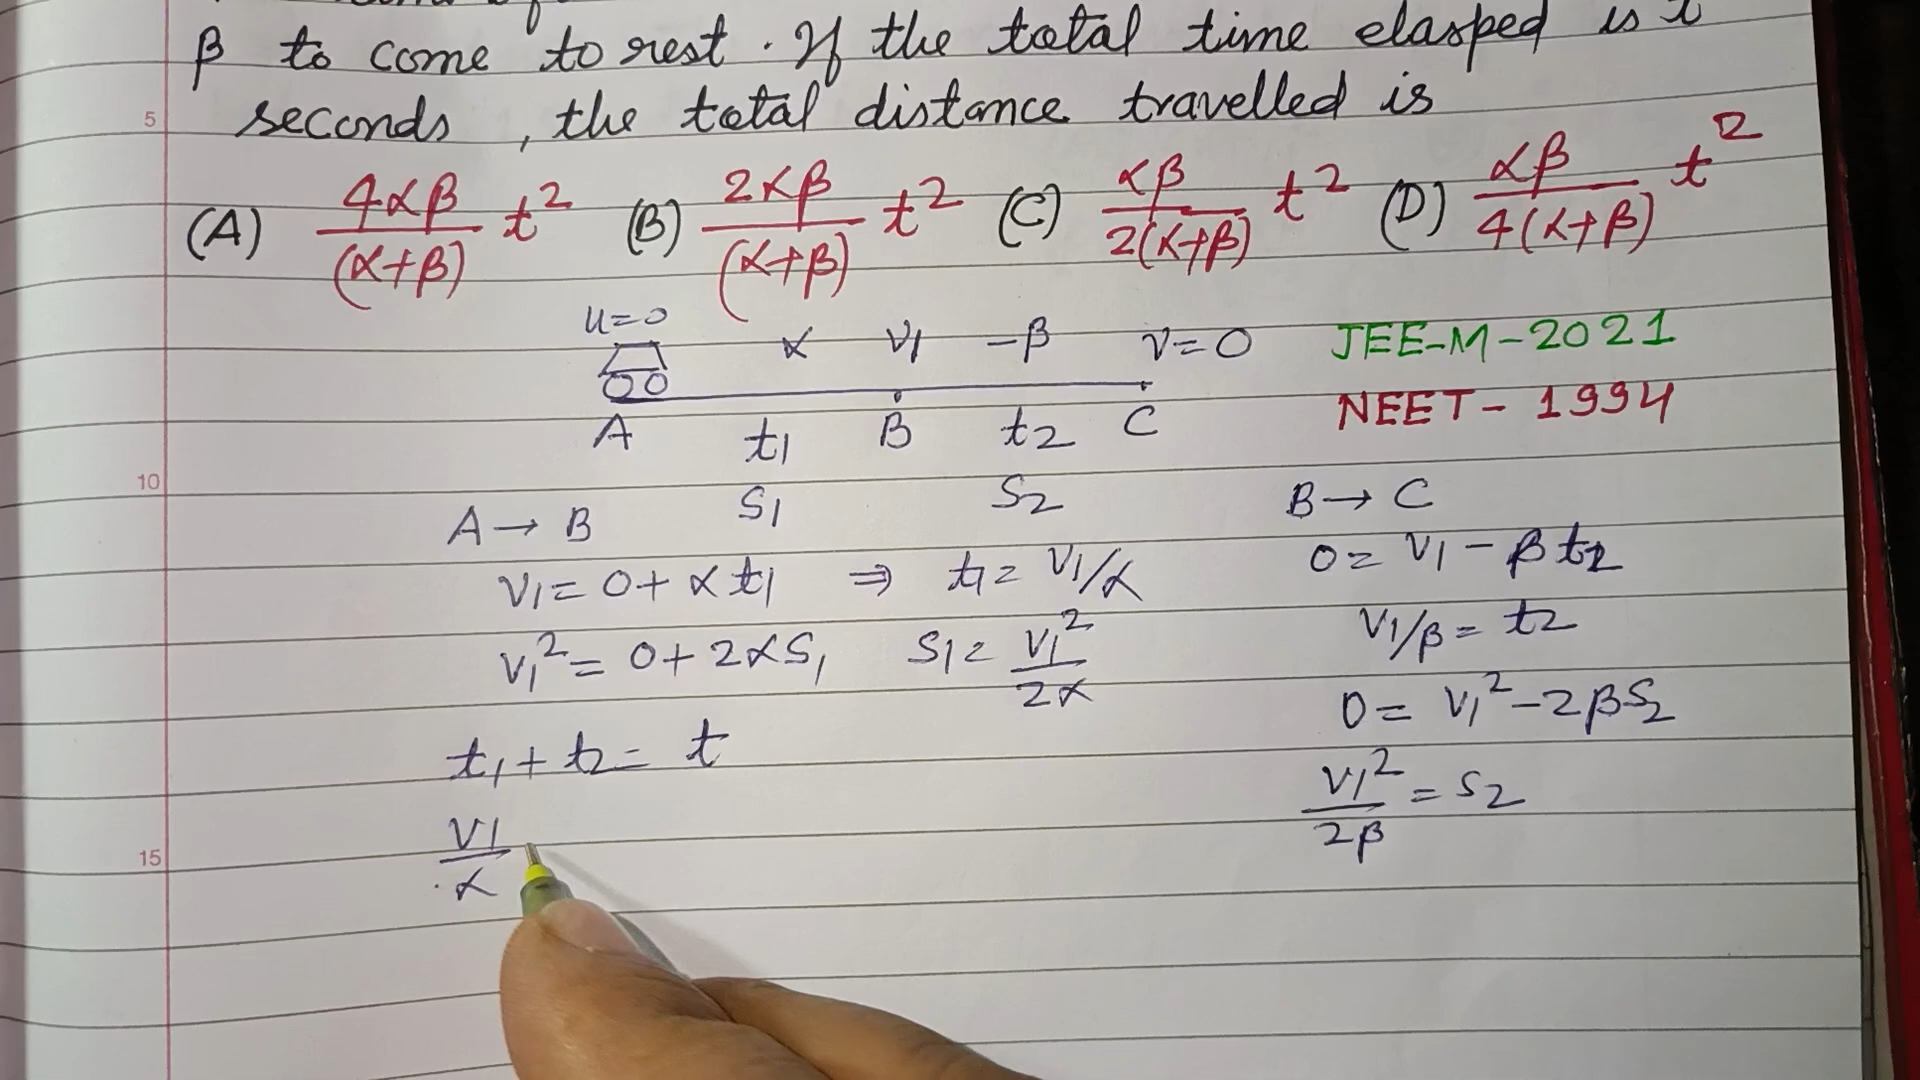 β to come to rest. If the total time elasped is t
5
seconds, the total distance travelled is
(A) 4αβ/(α+β) t² (B) 2αβ/(α+β) t² (C) αβ/2(α+β) t² (D) αβ/4(α+β) t²
u=0 α v1 -β v=0 JEE-M-2021
A t1 B t2 C NEET-1994
10
S1 S2
A → B B → C
v1 = 0 + αt1 ⇒ t1 = v1/α 0 = v1 - βt2
v1/β = t2
v1² = 0 + 2αS1 S1 = v1²/2α
0 = v1² - 2βS2
t1 + t2 = t
v1²/2β = S2
15
v1/α